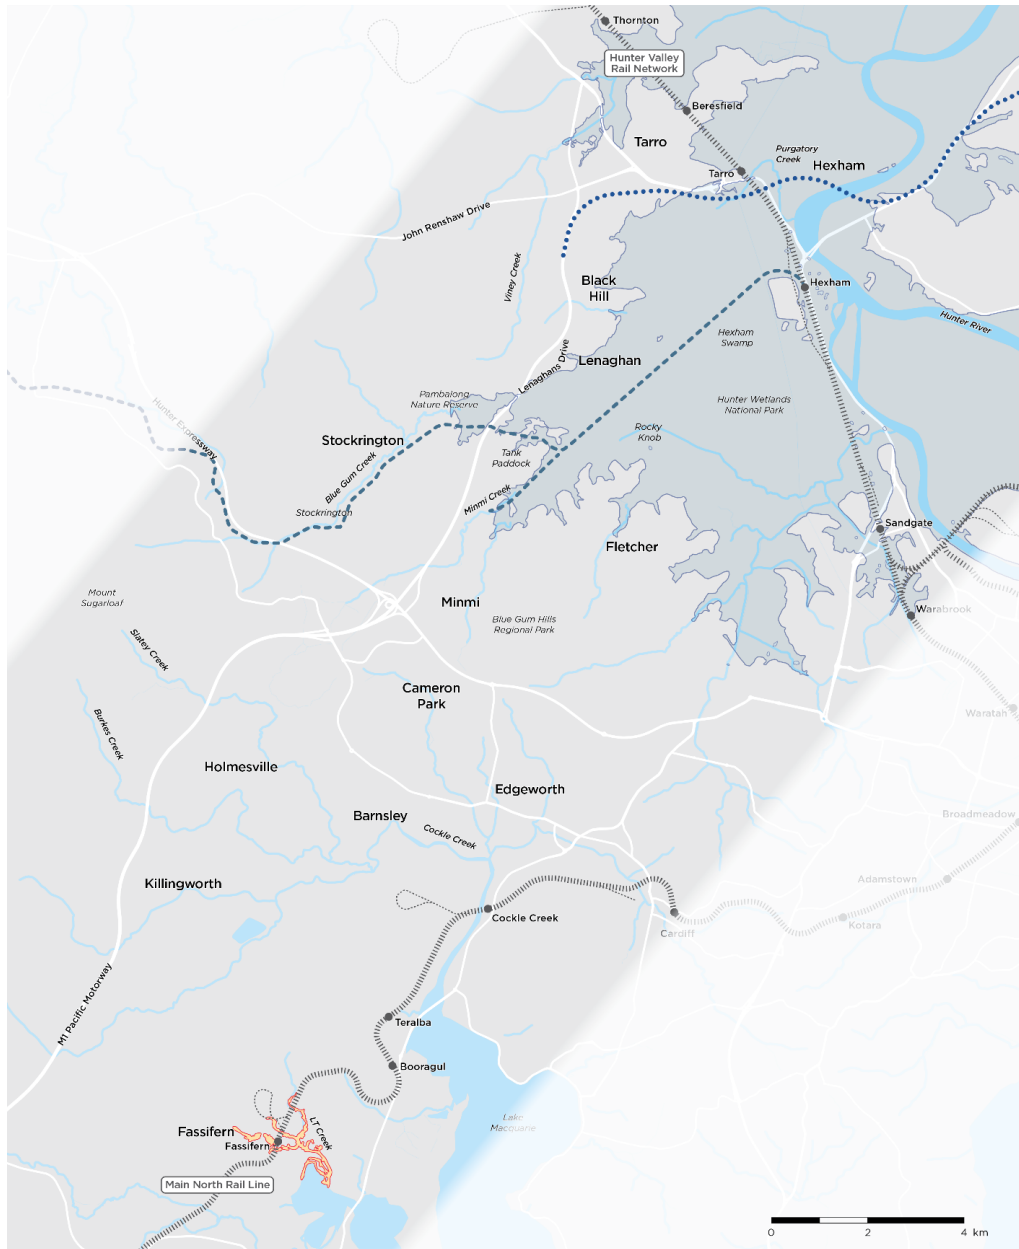 Thornton
Hunter Valley
Rail Network
Beresfield
Tarro
Purgatory
Creek
Hexham
Tarro
John Renshaw Drive
Viney Creek
Black
Hill
Hexham
Hunter River
Hexham
Swamp
Lenaghans Drive
Lenaghan
Pambalong
Nature Reserve
Hunter Wetlands
National Park
Hunter Expressway
Stockrington
Rocky
Knob
Blue Gum Creek
Tank
Paddock
Minmi Creek
Stockrington
Sandgate
Fletcher
Mount
Sugarloaf
Minmi
Warabrook
Blue Gum Hills
Regional Park
Slatey Creek
Cameron
Park
Waratah
Burkes Creek
Holmesville
Edgeworth
Barnsley
Broadmeadow
Cockle Creek
Killingworth
Adamstown
Cockle Creek
Kotara
Cardiff
M1 Pacific Motorway
Teralba
Booragul
Lake
Macquarie
LT Creek
Fassifern
Fassifern
Main North Rail Line
0 2 4 km